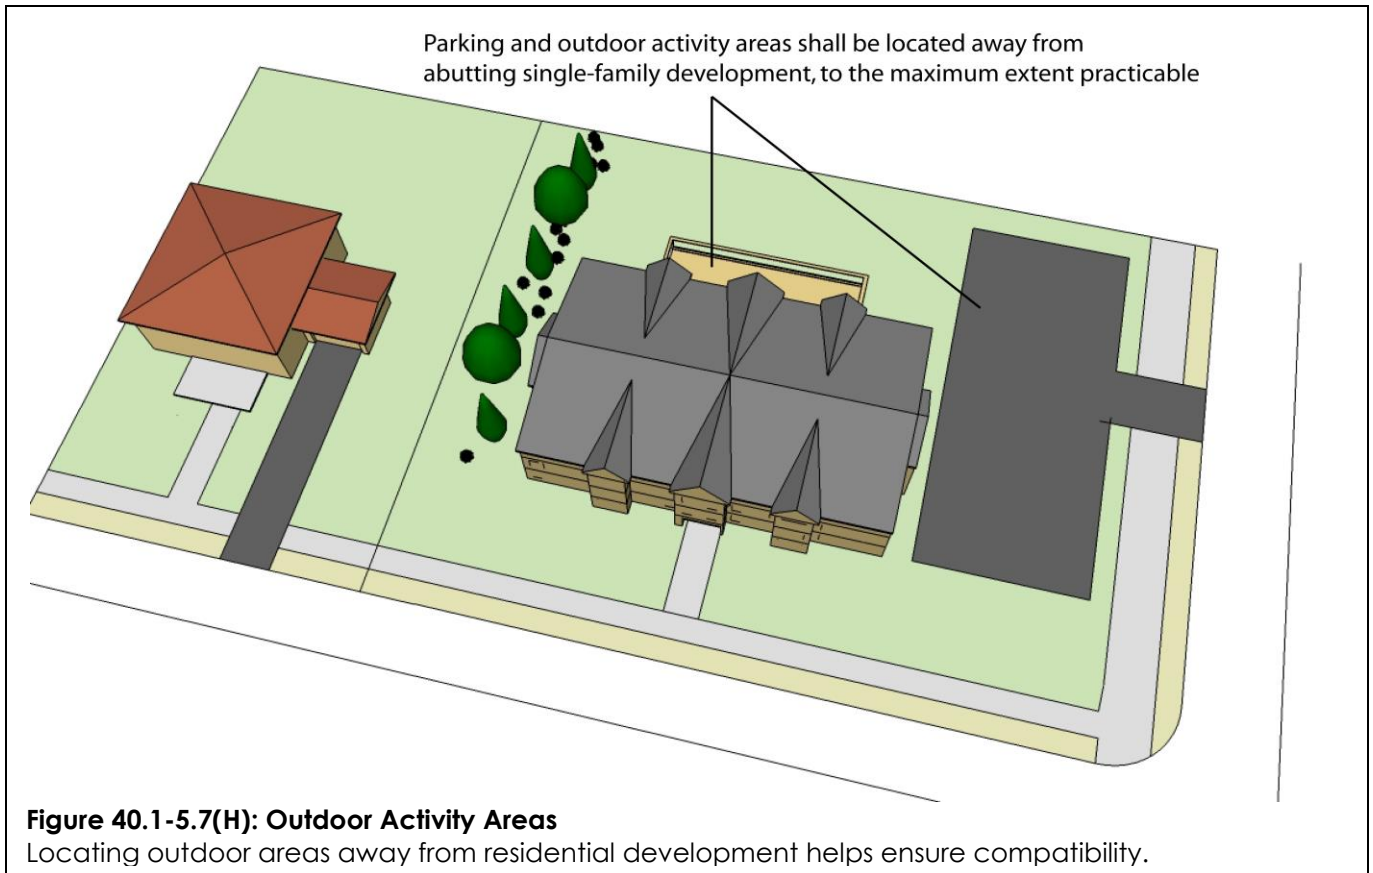 Parking and outdoor activity areas shall be located away from
abutting single-family development, to the maximum extent practicable
Figure 40.1-5.7(H): Outdoor Activity Areas
Locating outdoor areas away from residential development helps ensure compatibility.